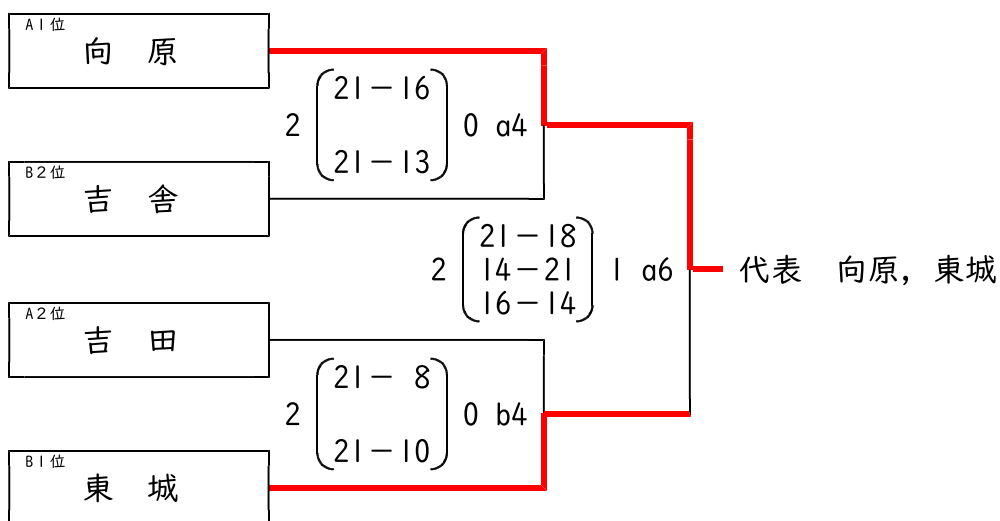 A1位
向 原
21-16
2 0 a4
21-13
B2位
吉 舎
21-18
2 14-21 1 a6
16-14
代表 向原，東城
A2位
吉 田
21- 8
2 0 b4
21-10
B1位
東 城